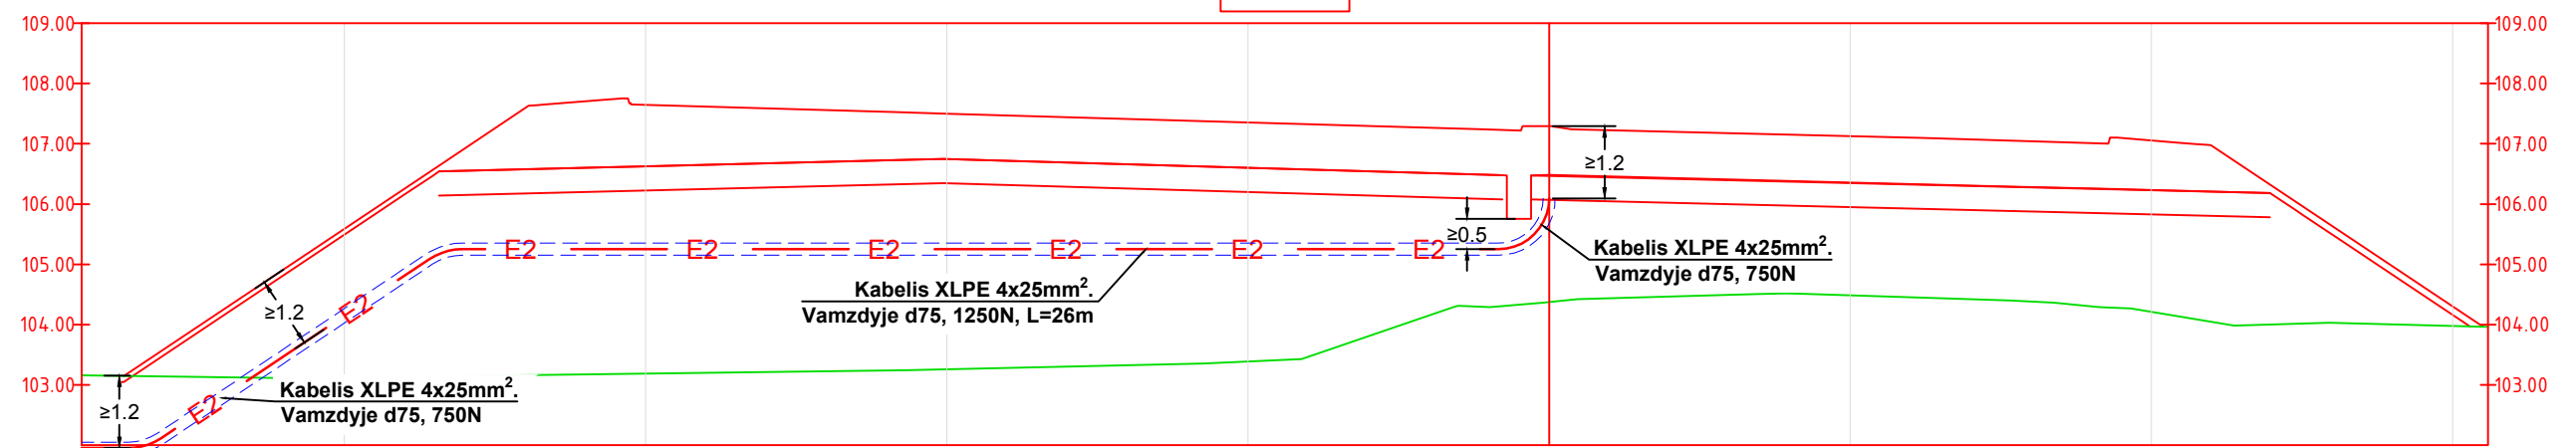 109.00
109.00
108.00
108.00
107.00
107.00
≥1.2
106.00
106.00
≥0.5
E2 E2 E2 E2 E2 E2
Kabelis XLPE 4x25mm².
Vamzdyje d75, 750N
105.00
105.00
Kabelis XLPE 4x25mm².
Vamzdyje d75, 1250N, L=26m
≥1.2
E2
104.00
104.00
103.00
103.00
Kabelis XLPE 4x25mm².
Vamzdyje d75, 750N
≥1.2
E2